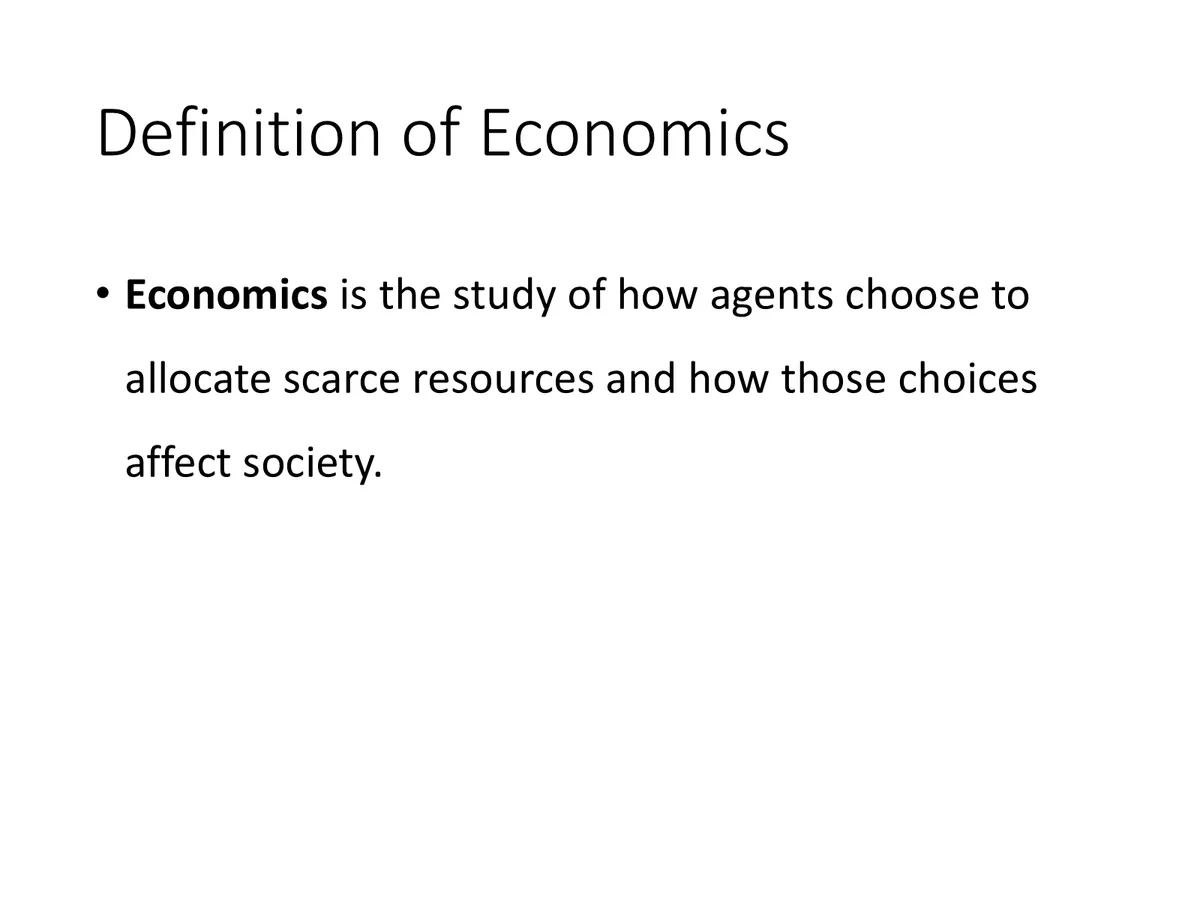 Definition of Economics
• Economics is the study of how agents choose to
allocate scarce resources and how those choices
affect society.